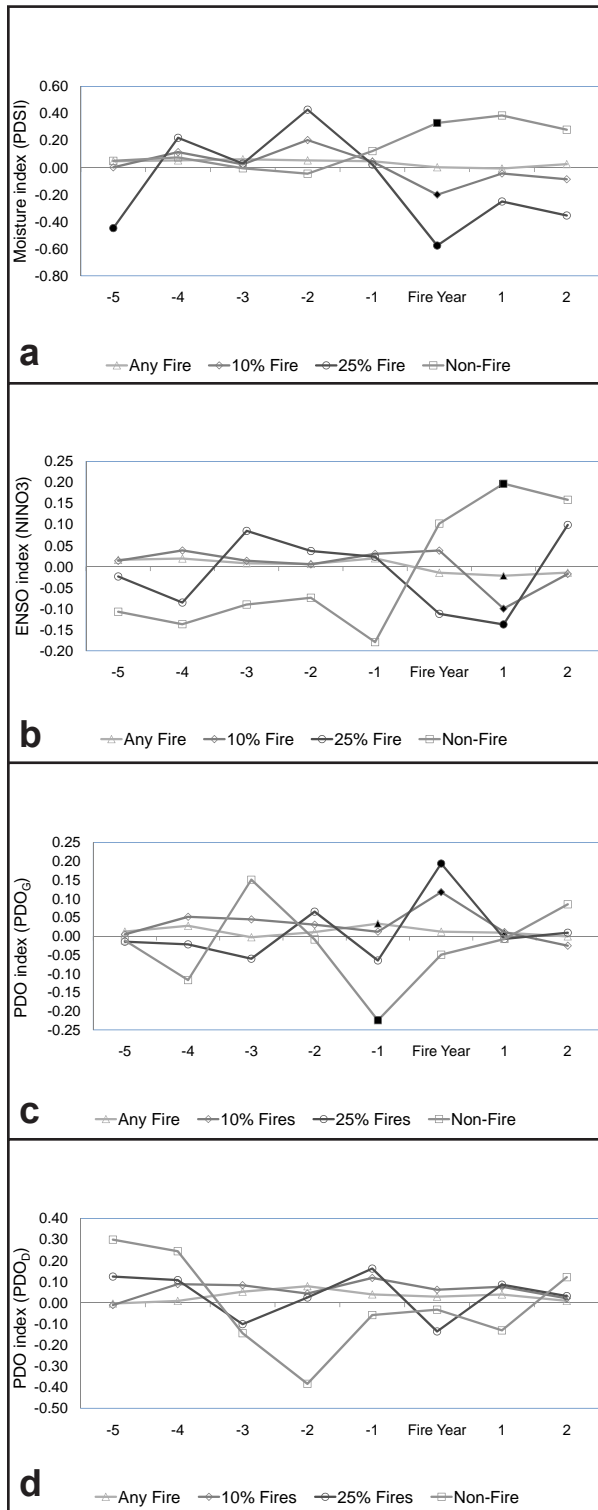 Moisture index (PDSI)
0.60
0.40
0.20
0.00
-0.20
-0.40
-0.60
-0.80
-5 -4 -3 -2 -1 Fire Year 1 2
a
Any Fire 10% Fire 25% Fire Non-Fire
ENSO index (NINO3)
0.25
0.20
0.15
0.10
0.05
0.00
-0.05
-0.10
-0.15
-0.20
-5 -4 -3 -2 -1 Fire Year 1 2
b
Any Fire 10% Fire 25% Fire Non-Fire
PDO index (PDOG)
0.25
0.20
0.15
0.10
0.05
0.00
-0.05
-0.10
-0.15
-0.20
-0.25
-5 -4 -3 -2 -1 Fire Year 1 2
c
Any Fire 10% Fires 25% Fires Non-Fire
PDO index (PDOD)
0.40
0.30
0.20
0.10
0.00
-0.10
-0.20
-0.30
-0.40
-0.50
-5 -4 -3 -2 -1 Fire Year 1 2
d
Any Fire 10% Fires 25% Fires Non-Fire